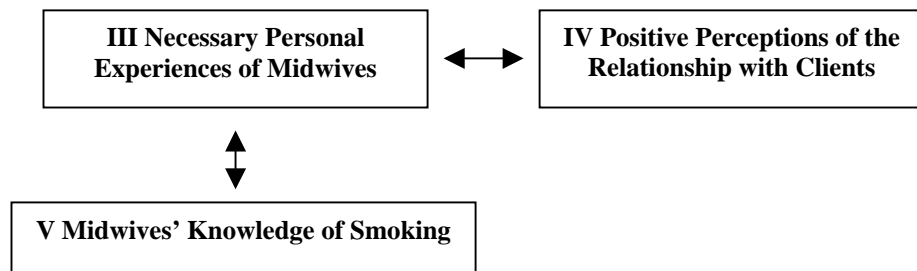 III Necessary Personal
Experiences of Midwives
IV Positive Perceptions of the
Relationship with Clients
V Midwives’ Knowledge of Smoking